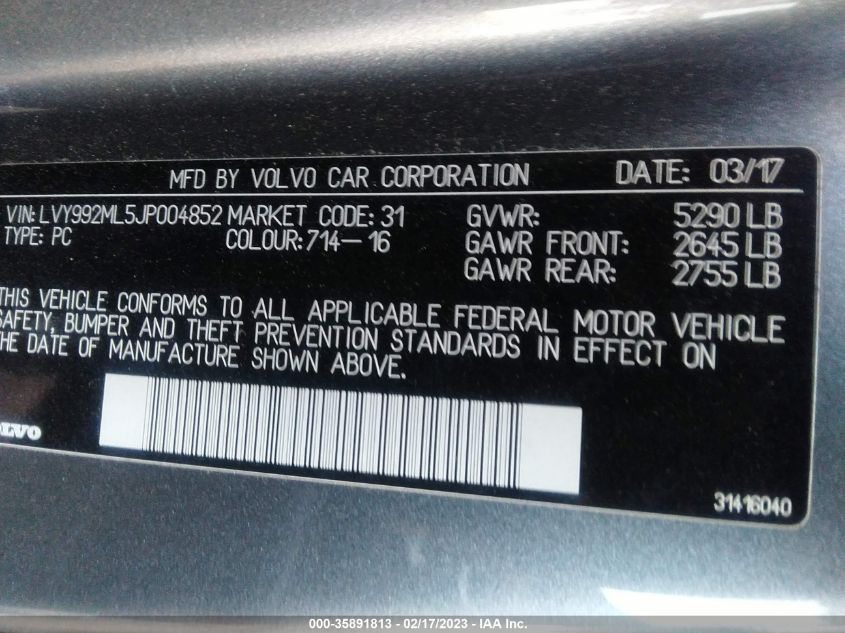 MFD BY VOLVO CAR CORPORATION DATE: 03/17
VIN: LVY992ML5JP004852 MARKET CODE: 31 GVWR: 5290 LB
TYPE: PC COLOUR: 714-16 GAWR FRONT: 2645 LB
GAWR REAR: 2755 LB
THIS VEHICLE CONFORMS TO ALL APPLICABLE FEDERAL MOTOR VEHICLE
SAFETY, BUMPER AND THEFT PREVENTION STANDARDS IN EFFECT ON
THE DATE OF MANUFACTURE SHOWN ABOVE.
VOLVO
31416040
000-35891813 - 02/17/2023 - IAA Inc.